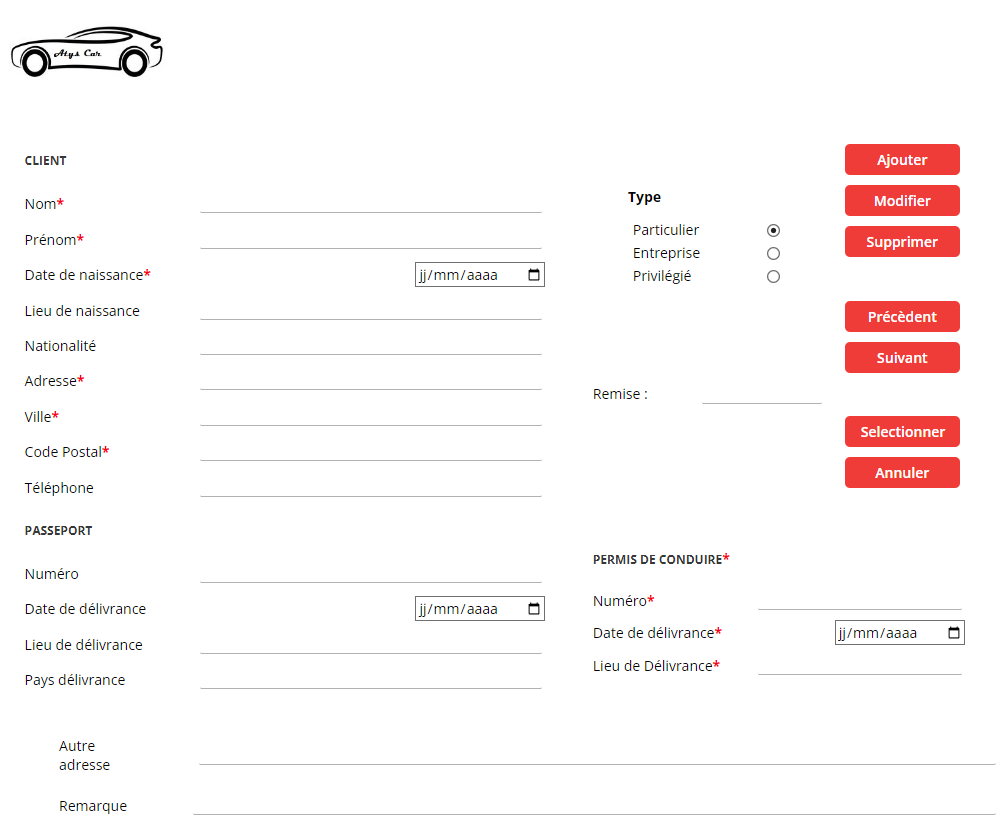 Atys Car
CLIENT
Nom*
Prénom*
Date de naissance* jj/mm/aaaa
Lieu de naissance
Nationalité
Adresse*
Ville*
Code Postal*
Téléphone
Type
Particulier
Entreprise
Privilégié
Remise :
Ajouter
Modifier
Supprimer
Précèdent
Suivant
Selectionner
Annuler
PASSEPORT
Numéro
Date de délivrance jj/mm/aaaa
Lieu de délivrance
Pays délivrance
PERMIS DE CONDUIRE*
Numéro*
Date de délivrance* jj/mm/aaaa
Lieu de Délivrance*
Autre
adresse
Remarque